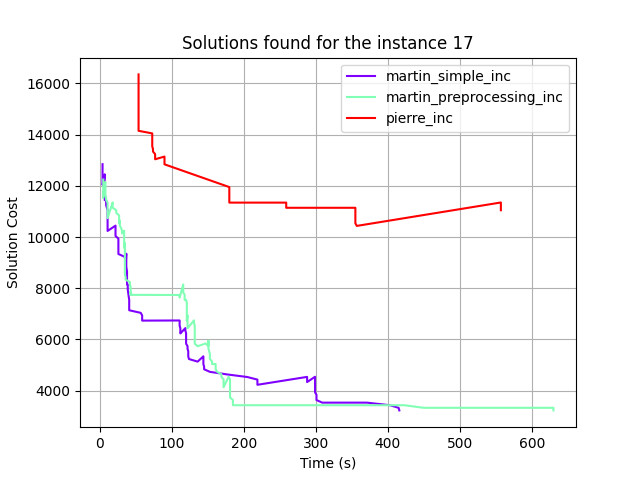 Solutions found for the instance 17
martin_simple_inc
martin_preprocessing_inc
pierre_inc
Solution Cost
16000
14000
12000
10000
8000
6000
4000
0 100 200 300 400 500 600
Time (s)